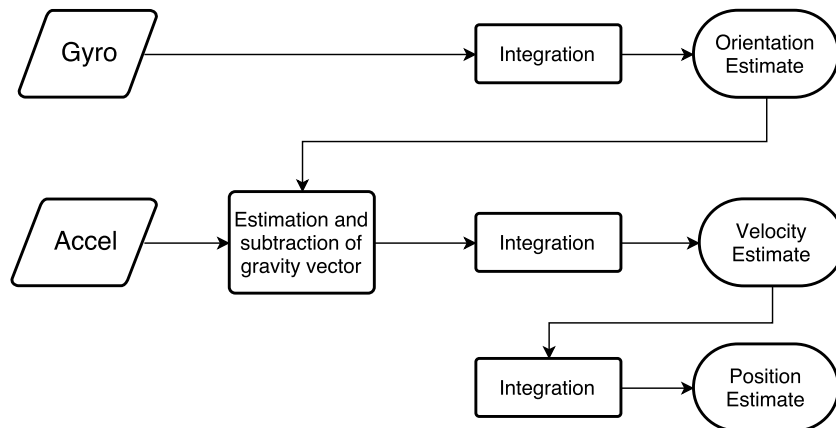 Gyro
Integration
Orientation
Estimate
Accel
Estimation and
subtraction of
gravity vector
Integration
Velocity
Estimate
Integration
Position
Estimate